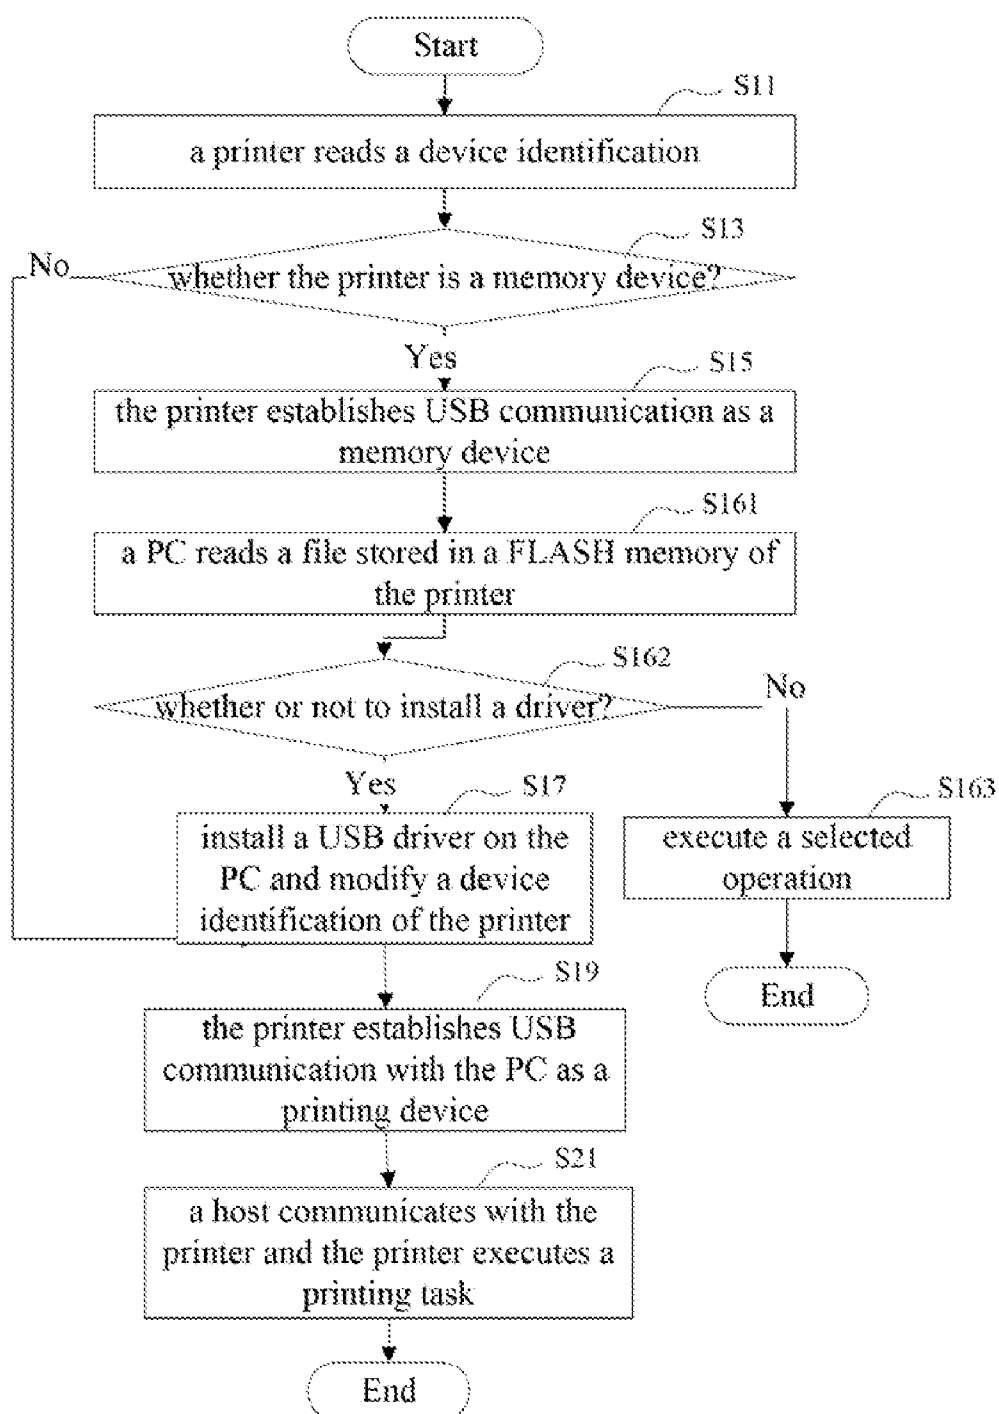 Start
S11
a printer reads a device identification
S13
No
whether the printer is a memory device?
Yes
S15
the printer establishes USB communication as a
memory device
S161
a PC reads a file stored in a FLASH memory of
the printer
S162
whether or not to install a driver?
No
Yes
S17
S163
install a USB driver on the
PC and modify a device
identification of the printer
execute a selected
operation
S19
End
the printer establishes USB
communication with the PC as a
printing device
S21
a host communicates with the
printer and the printer executes a
printing task
End